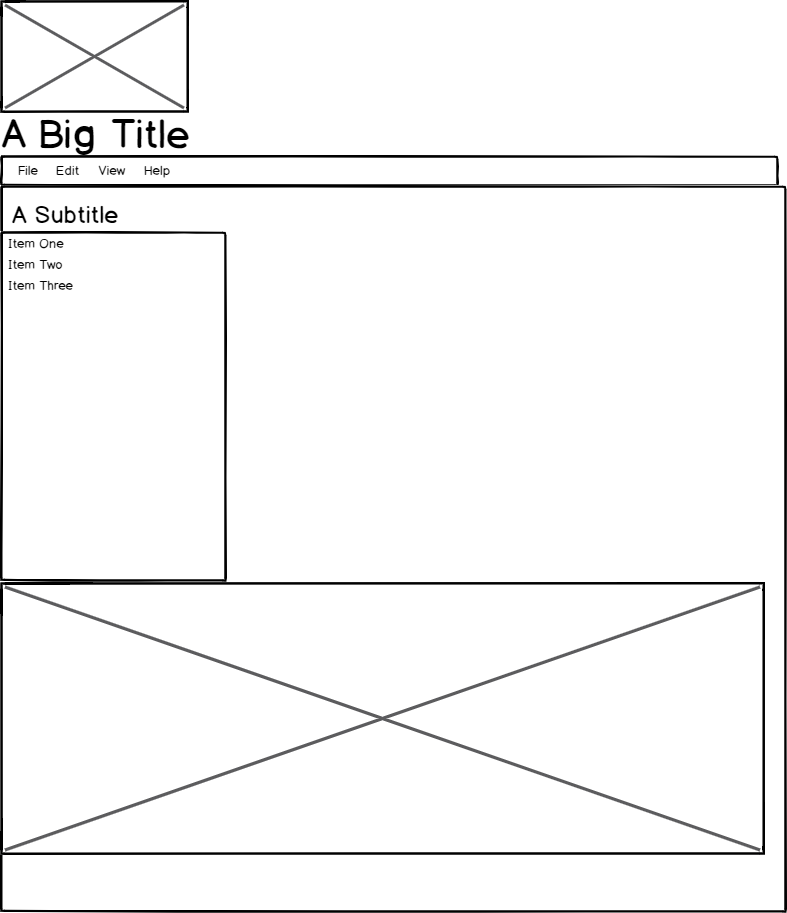 A Big Title
File Edit View Help
A Subtitle
Item One
Item Two
Item Three